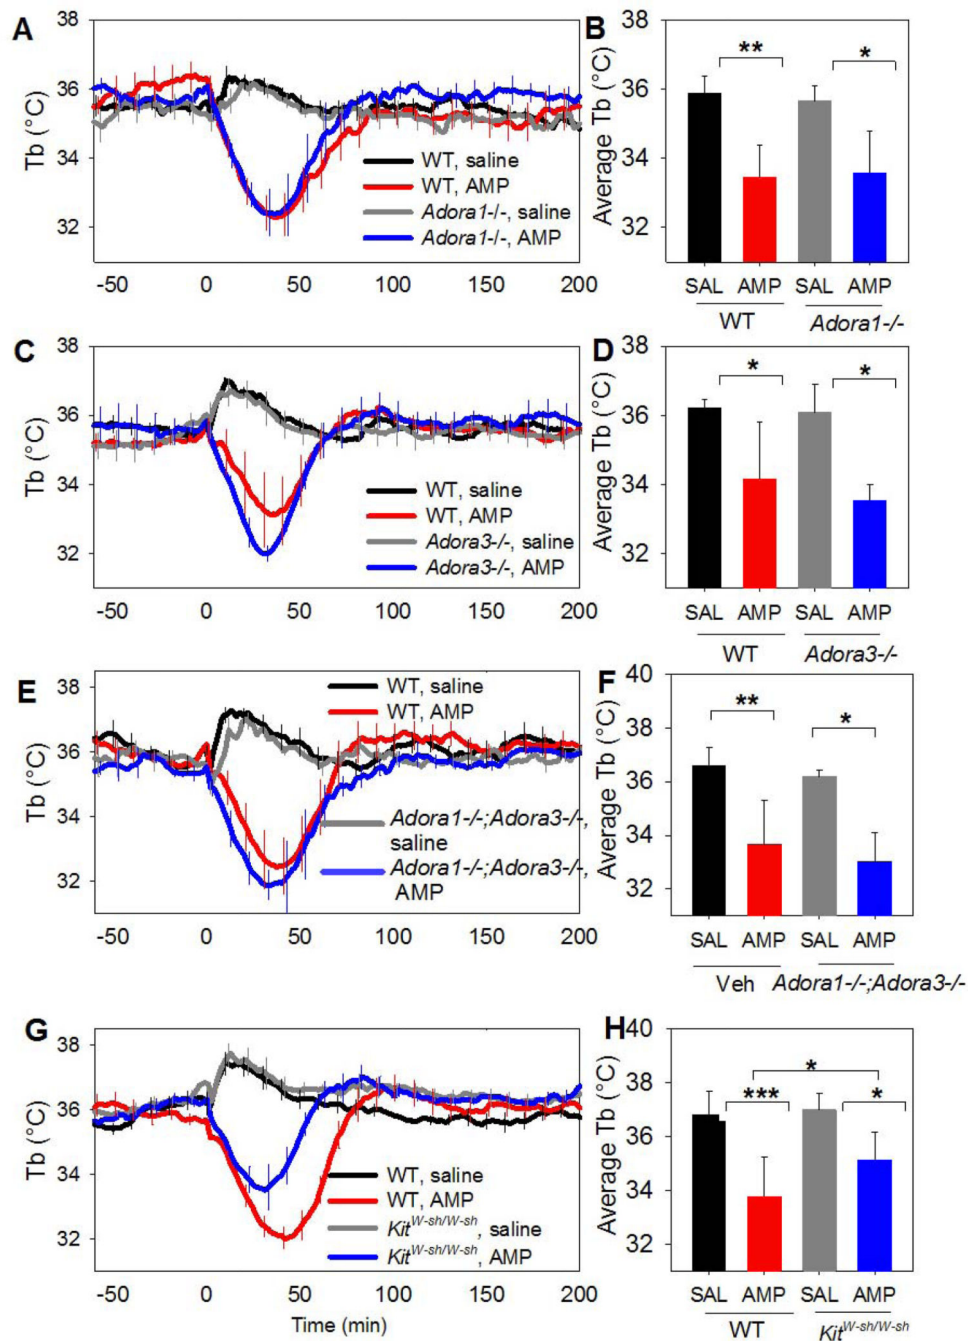 A
38
36
34
32
Tb (°C)
WT, saline
WT, AMP
Adora1-/-, saline
Adora1-/-, AMP
-50 0 50 100 150 200
B
38
36
34
32
Average Tb (°C)
**
*
SAL AMP SAL AMP
WT Adora1-/-
C
38
36
34
32
Tb (°C)
WT, saline
WT, AMP
Adora3-/-, saline
Adora3-/-, AMP
-50 0 50 100 150 200
D
38
36
34
32
Average Tb (°C)
*
*
SAL AMP SAL AMP
WT Adora3-/-
E
38
36
34
32
Tb (°C)
WT, saline
WT, AMP
Adora1-/-;Adora3-/-,
saline
Adora1-/-;Adora3-/-,
AMP
-50 0 50 100 150 200
F
40
38
36
34
32
Average Tb (°C)
**
*
SAL AMP SAL AMP
Veh Adora1-/-;Adora3-/-
G
38
36
34
32
Tb (°C)
WT, saline
WT, AMP
Kit^W-sh/W-sh, saline
Kit^W-sh/W-sh, AMP
-50 0 50 100 150 200
Time (min)
H
40
38
36
34
32
Average Tb (°C)
*
***
*
SAL AMP SAL AMP
WT Kit^W-sh/W-sh